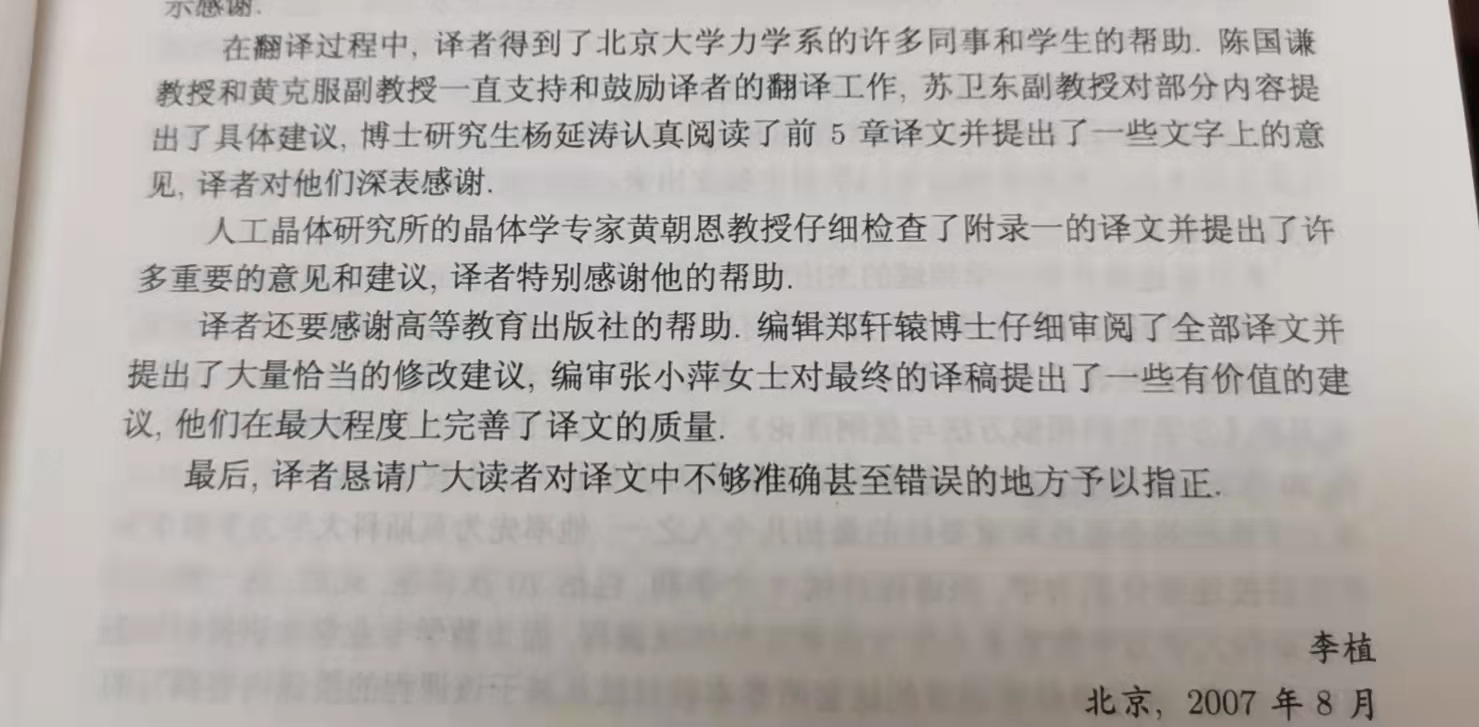 示感谢.
在翻译过程中, 译者得到了北京大学力学系的许多同事和学生的帮助. 陈国谦
教授和黄克服副教授一直支持和鼓励译者的翻译工作, 苏卫东副教授对部分内容提
出了具体建议, 博士研究生杨延涛认真阅读了前 5 章译文并提出了一些文字上的意
见, 译者对他们深表感谢.
人工晶体研究所的晶体学专家黄朝恩教授仔细检查了附录一的译文并提出了许
多重要的意见和建议, 译者特别感谢他的帮助.
译者还要感谢高等教育出版社的帮助. 编辑郑轩辕博士仔细审阅了全部译文并
提出了大量恰当的修改建议, 编审张小萍女士对最终的译稿提出了一些有价值的建
议, 他们在最大程度上完善了译文的质量.
最后, 译者恳请广大读者对译文中不够准确甚至错误的地方予以指正.
李植
北京, 2007 年 8 月